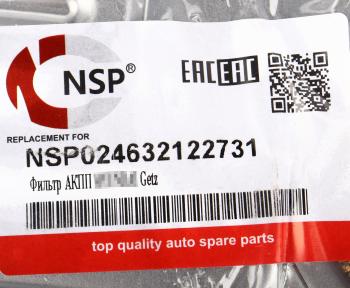 NSP®
EAC EAC
REPLACEMENT FOR
NSP024632122731
Фильтр АКПП Getz
top quality auto spare parts